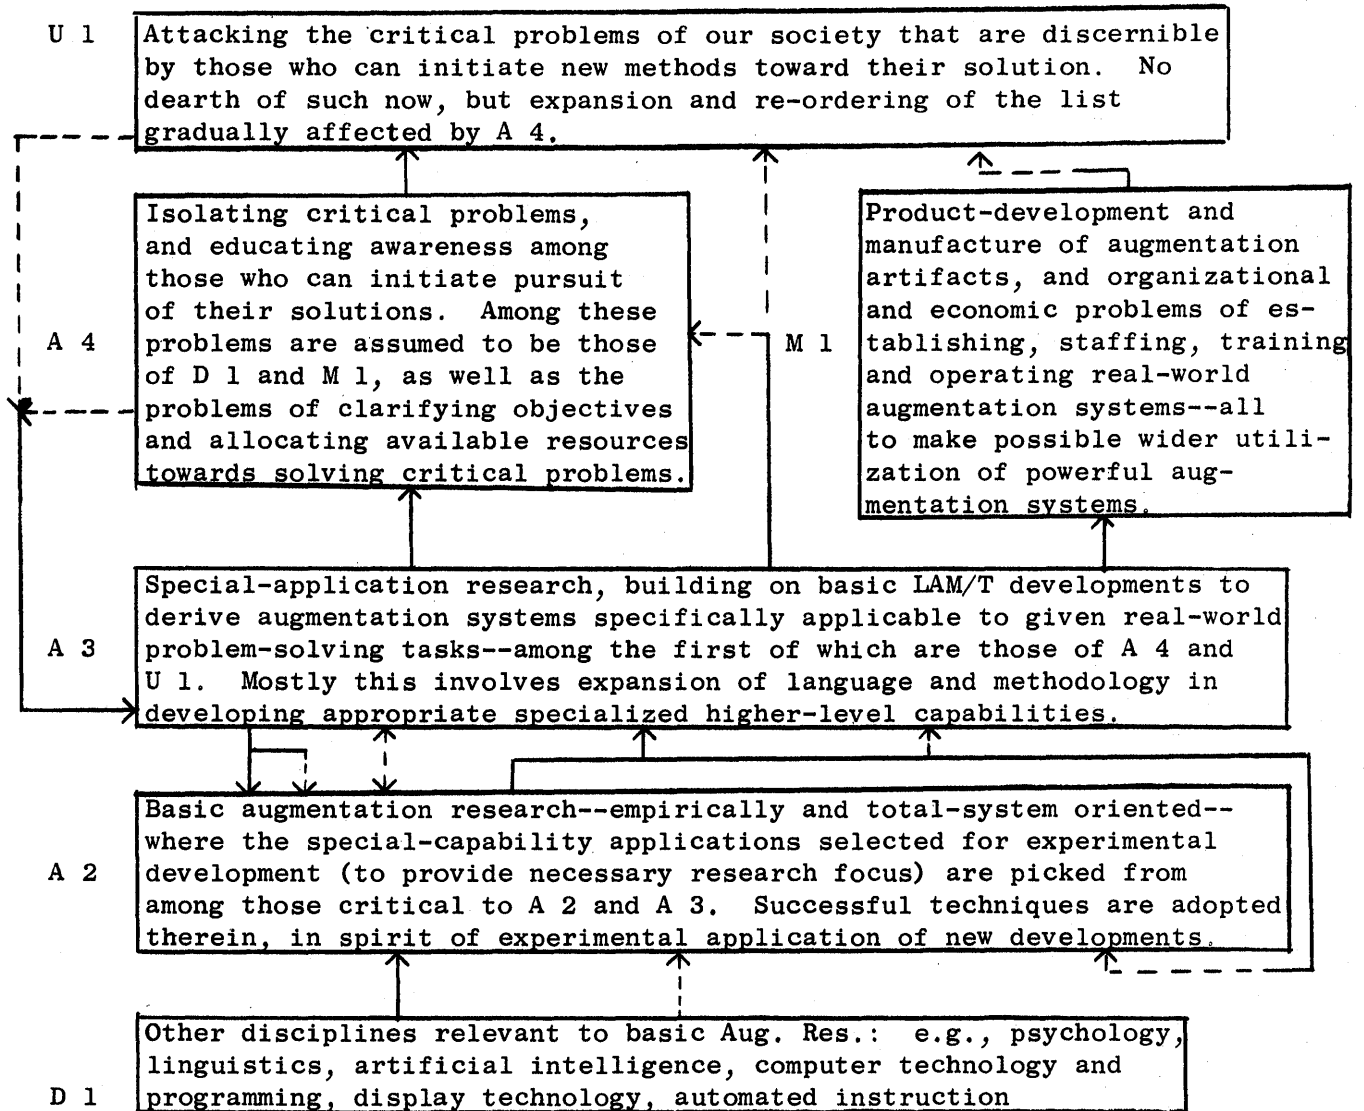 U 1
Attacking the critical problems of our society that are discernible
by those who can initiate new methods toward their solution. No
dearth of such now, but expansion and re-ordering of the list
gradually affected by A 4.
A 4
Isolating critical problems,
and educating awareness among
those who can initiate pursuit
of their solutions. Among these
problems are assumed to be those
of D 1 and M 1, as well as the
problems of clarifying objectives
and allocating available resources
towards solving critical problems.
M 1
Product-development and
manufacture of augmentation
artifacts, and organizational
and economic problems of es-
tablishing, staffing, training
and operating real-world
augmentation systems--all
to make possible wider utili-
zation of powerful aug-
mentation systems.
A 3
Special-application research, building on basic LAM/T developments to
derive augmentation systems specifically applicable to given real-world
problem-solving tasks--among the first of which are those of A 4 and
U 1. Mostly this involves expansion of language and methodology in
developing appropriate specialized higher-level capabilities.
A 2
Basic augmentation research--empirically and total-system oriented--
where the special-capability applications selected for experimental
development (to provide necessary research focus) are picked from
among those critical to A 2 and A 3. Successful techniques are adopted
therein, in spirit of experimental application of new developments.
D 1
Other disciplines relevant to basic Aug. Res.: e.g., psychology,
linguistics, artificial intelligence, computer technology and
programming, display technology, automated instruction